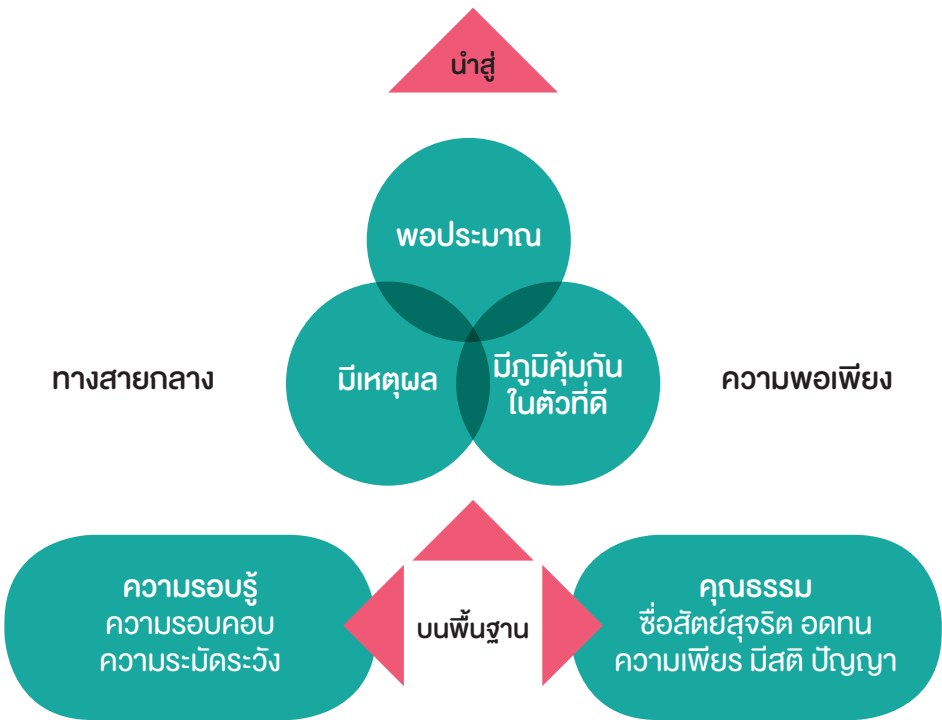 นำสู่
พอประมาณ
ทางสายกลาง
มีเหตุผล
มีภูมิคุ้มกัน
ในตัวที่ดี
ความพอเพียง
ความรอบรู้
ความรอบคอบ
ความระมัดระวัง
บนพื้นฐาน
คุณธรรม
ซื่อสัตย์สุจริต อดทน
ความเพียร มีสติ ปัญญา